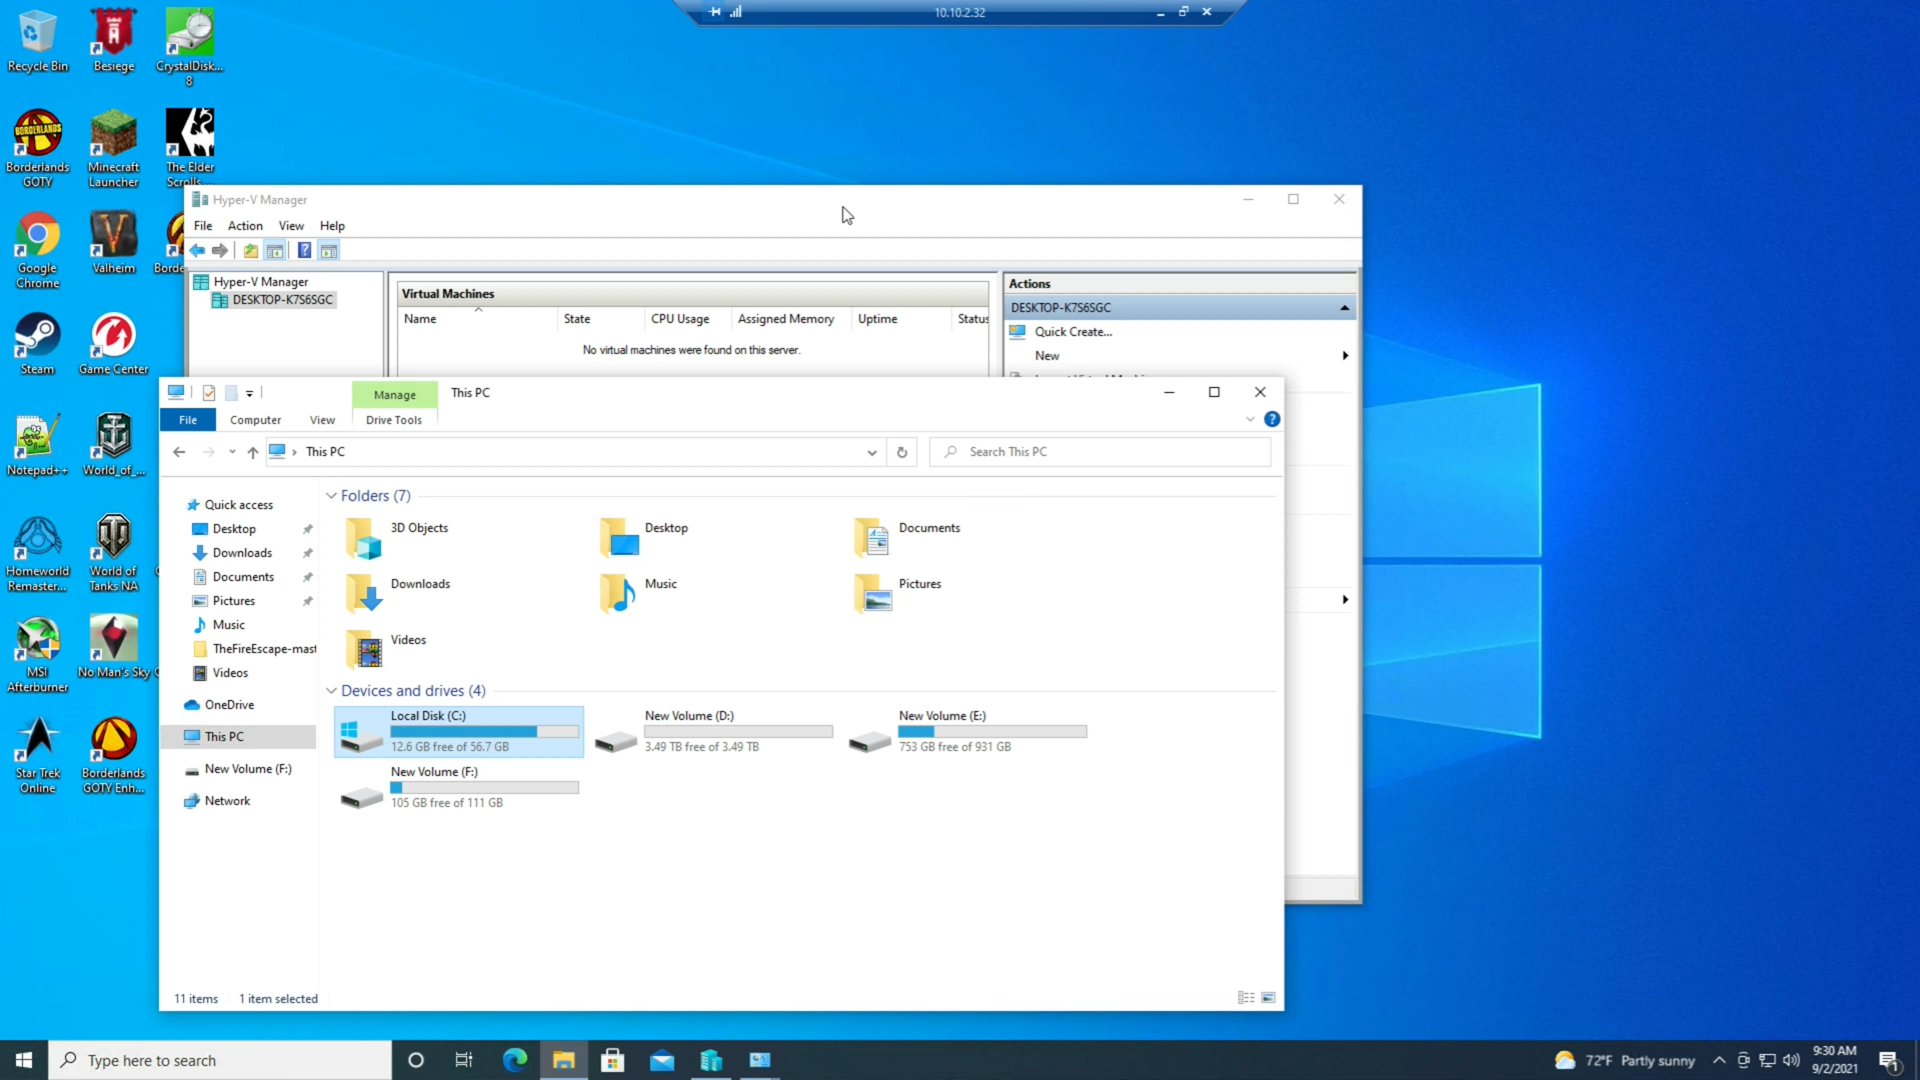 10.10.2.32
Recycle Bin
Besiege
CrystalDisk...
8
Borderlands
GOTY
Minecraft
Launcher
The Elder
Scrolls
Google
Chrome
Valheim
Borde
Steam
Game Center
Notepad++
World_of_...
Homeworld
Remaster...
World of
Tanks NA
MSI
Afterburner
No Man's Sky
Star Trek
Online
Borderlands
GOTY Enh...
Hyper-V Manager
File Action View Help
Hyper-V Manager
DESKTOP-K7S6SGC
Virtual Machines
Name State CPU Usage Assigned Memory Uptime Status
No virtual machines were found on this server.
Actions
DESKTOP-K7S6SGC
Quick Create...
New
Manage This PC
File Computer View Drive Tools
This PC
Search This PC
Quick access
Desktop
Downloads
Documents
Pictures
Music
TheFireEscape-mast
Videos
OneDrive
This PC
New Volume (F:)
Network
Folders (7)
3D Objects
Desktop
Documents
Downloads
Music
Pictures
Videos
Devices and drives (4)
Local Disk (C:)
12.6 GB free of 56.7 GB
New Volume (D:)
3.49 TB free of 3.49 TB
New Volume (E:)
753 GB free of 931 GB
New Volume (F:)
105 GB free of 111 GB
11 items 1 item selected
Type here to search
72°F Partly sunny
9:30 AM
9/2/2021
1